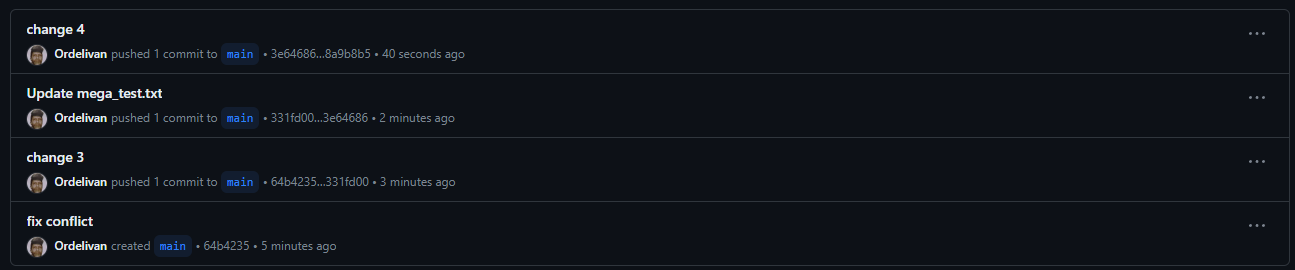 change 4
Ordelivan pushed 1 commit to main • 3e64686...8a9b8b5 • 40 seconds ago
Update mega_test.txt
Ordelivan pushed 1 commit to main • 331fd00...3e64686 • 2 minutes ago
change 3
Ordelivan pushed 1 commit to main • 64b4235...331fd00 • 3 minutes ago
fix conflict
Ordelivan created main • 64b4235 • 5 minutes ago